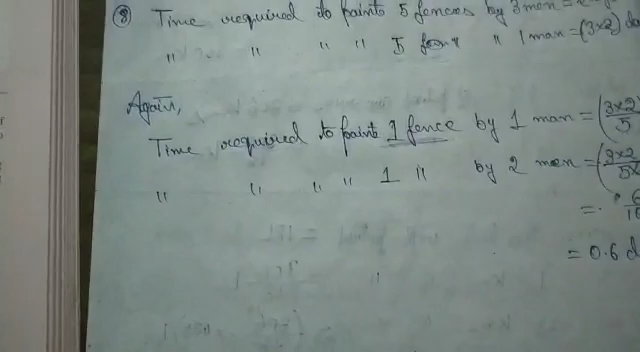 ⑧ Time required to paint 5 fences by 3 men =
" " " " 5 " " 1 man = (3×2) da
Again,
Time required to paint 1 fence by 1 man = (3×2/5
" " " " 1 " by 2 men = (3×2/5×
= 6/10
= 0.6 d